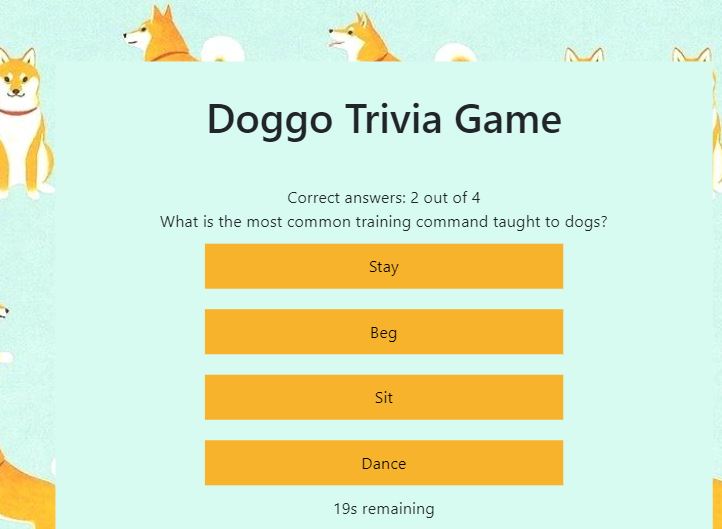 Doggo Trivia Game
Correct answers: 2 out of 4
What is the most common training command taught to dogs?
Stay
Beg
Sit
Dance
19s remaining